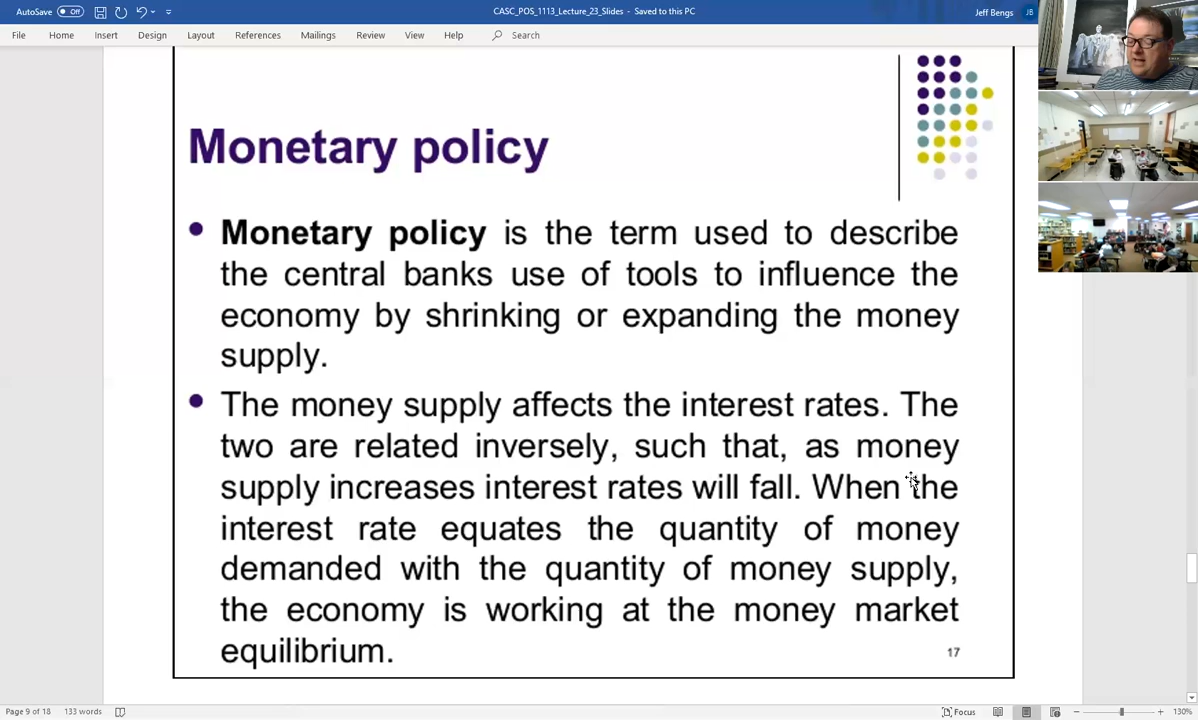 AutoSave Off
CASC_POS_1113_Lecture_23_Slides - Saved to this PC
Jeff Bengs JB
File Home Insert Design Layout References Mailings Review View Help Search
Monetary policy
Monetary policy is the term used to describe
the central banks use of tools to influence the
economy by shrinking or expanding the money
supply.
The money supply affects the interest rates. The
two are related inversely, such that, as money
supply increases interest rates will fall. When the
interest rate equates the quantity of money
demanded with the quantity of money supply,
the economy is working at the money market
equilibrium.
17
Page 9 of 18 133 words
Focus
130%